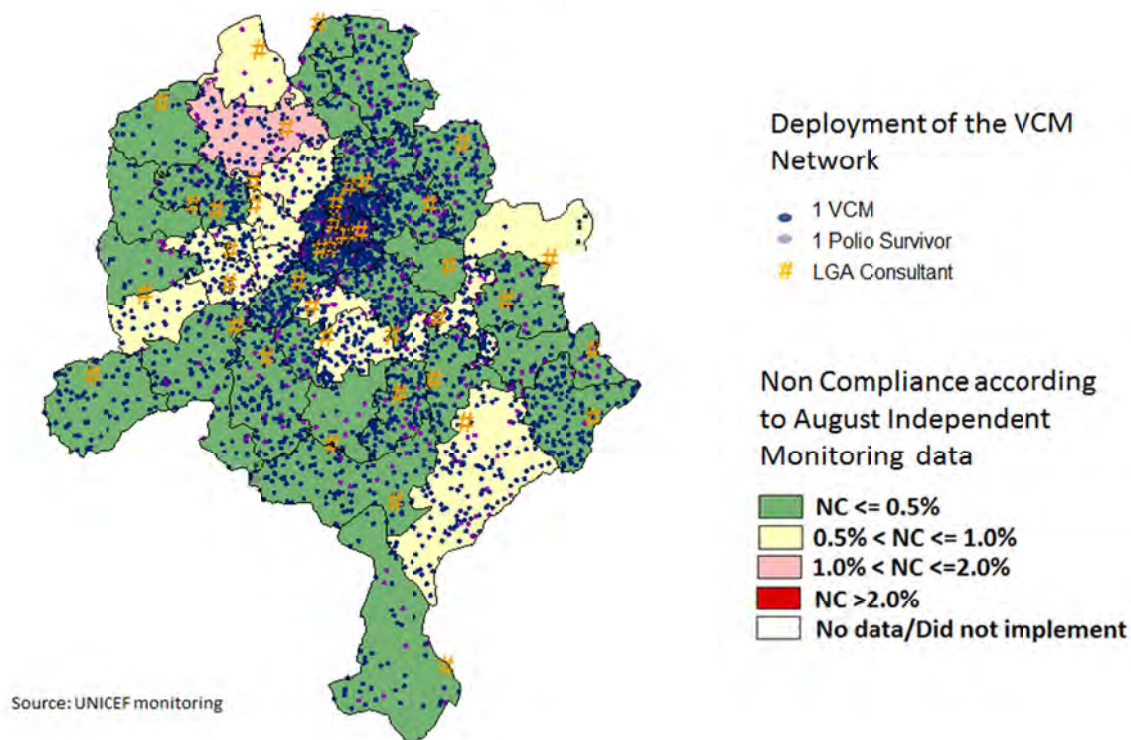 Deployment of the VCM
Network
1 VCM
1 Polio Survivor
# LGA Consultant
Non Compliance according
to August Independent
Monitoring data
NC <= 0.5%
0.5% < NC <= 1.0%
1.0% < NC <=2.0%
NC >2.0%
No data/Did not implement
Source: UNICEF monitoring